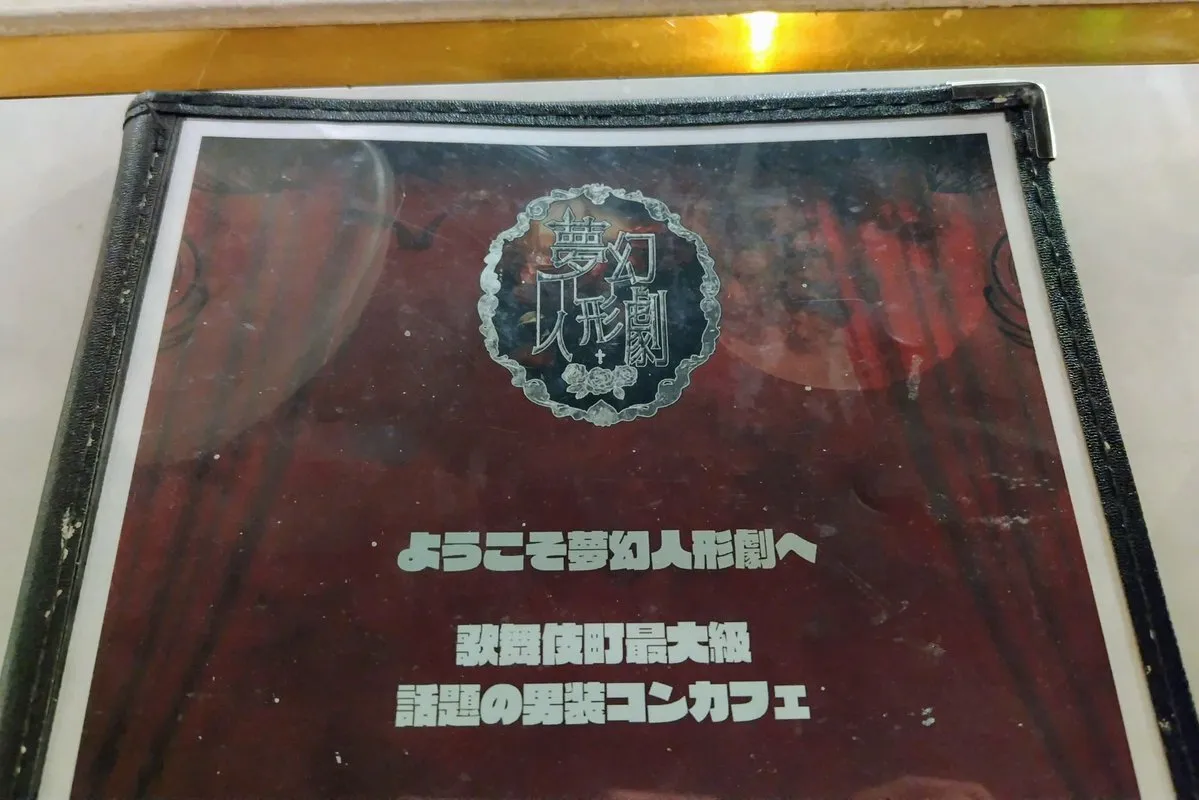 夢幻
人形劇
ようこそ夢幻人形劇へ
歌舞伎町最大級
話題の男装コンカフェ